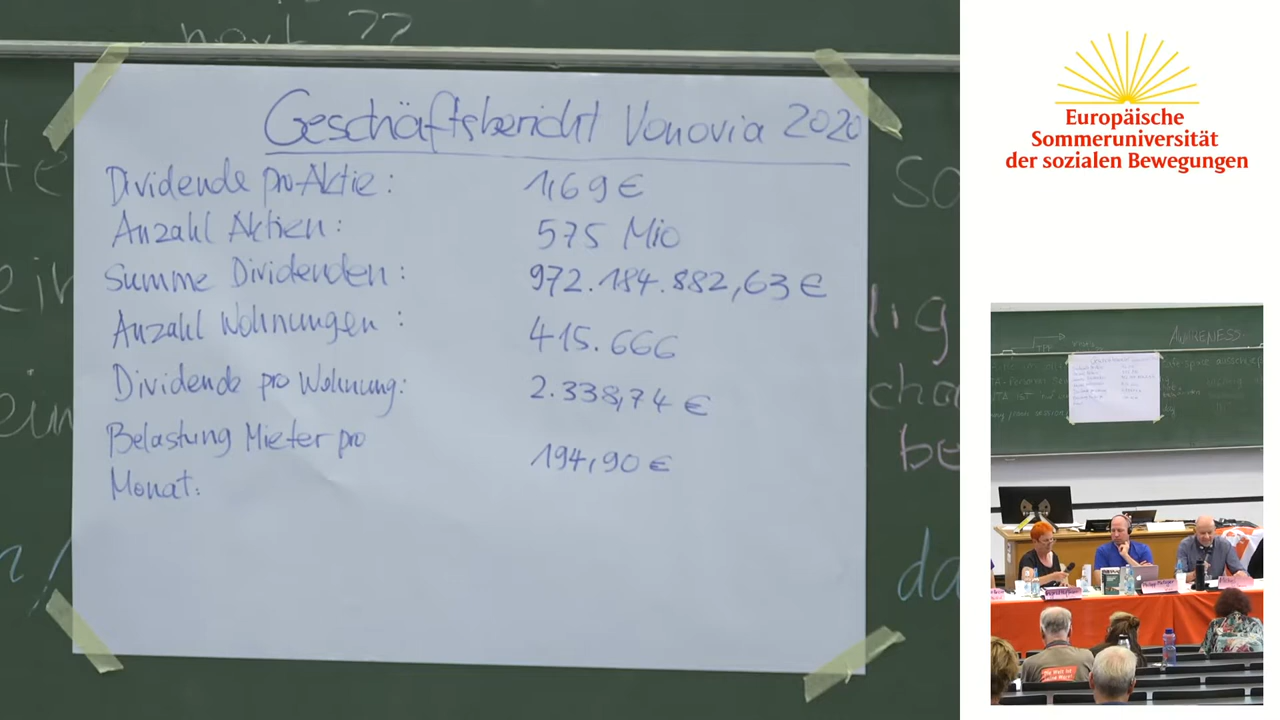 Geschäftsbericht Vonovia 2020
Dividende pro Aktie: 1,69 €
Anzahl Aktien: 575 Mio
Summe Dividenden: 972.184.882,63 €
Anzahl Wohnungen: 415.666
Dividende pro Wohnung: 2.338,74 €
Belastung Mieter pro
Monat: 194,90 €
Europäische
Sommeruniversität
der sozialen Bewegungen
AWARENESS